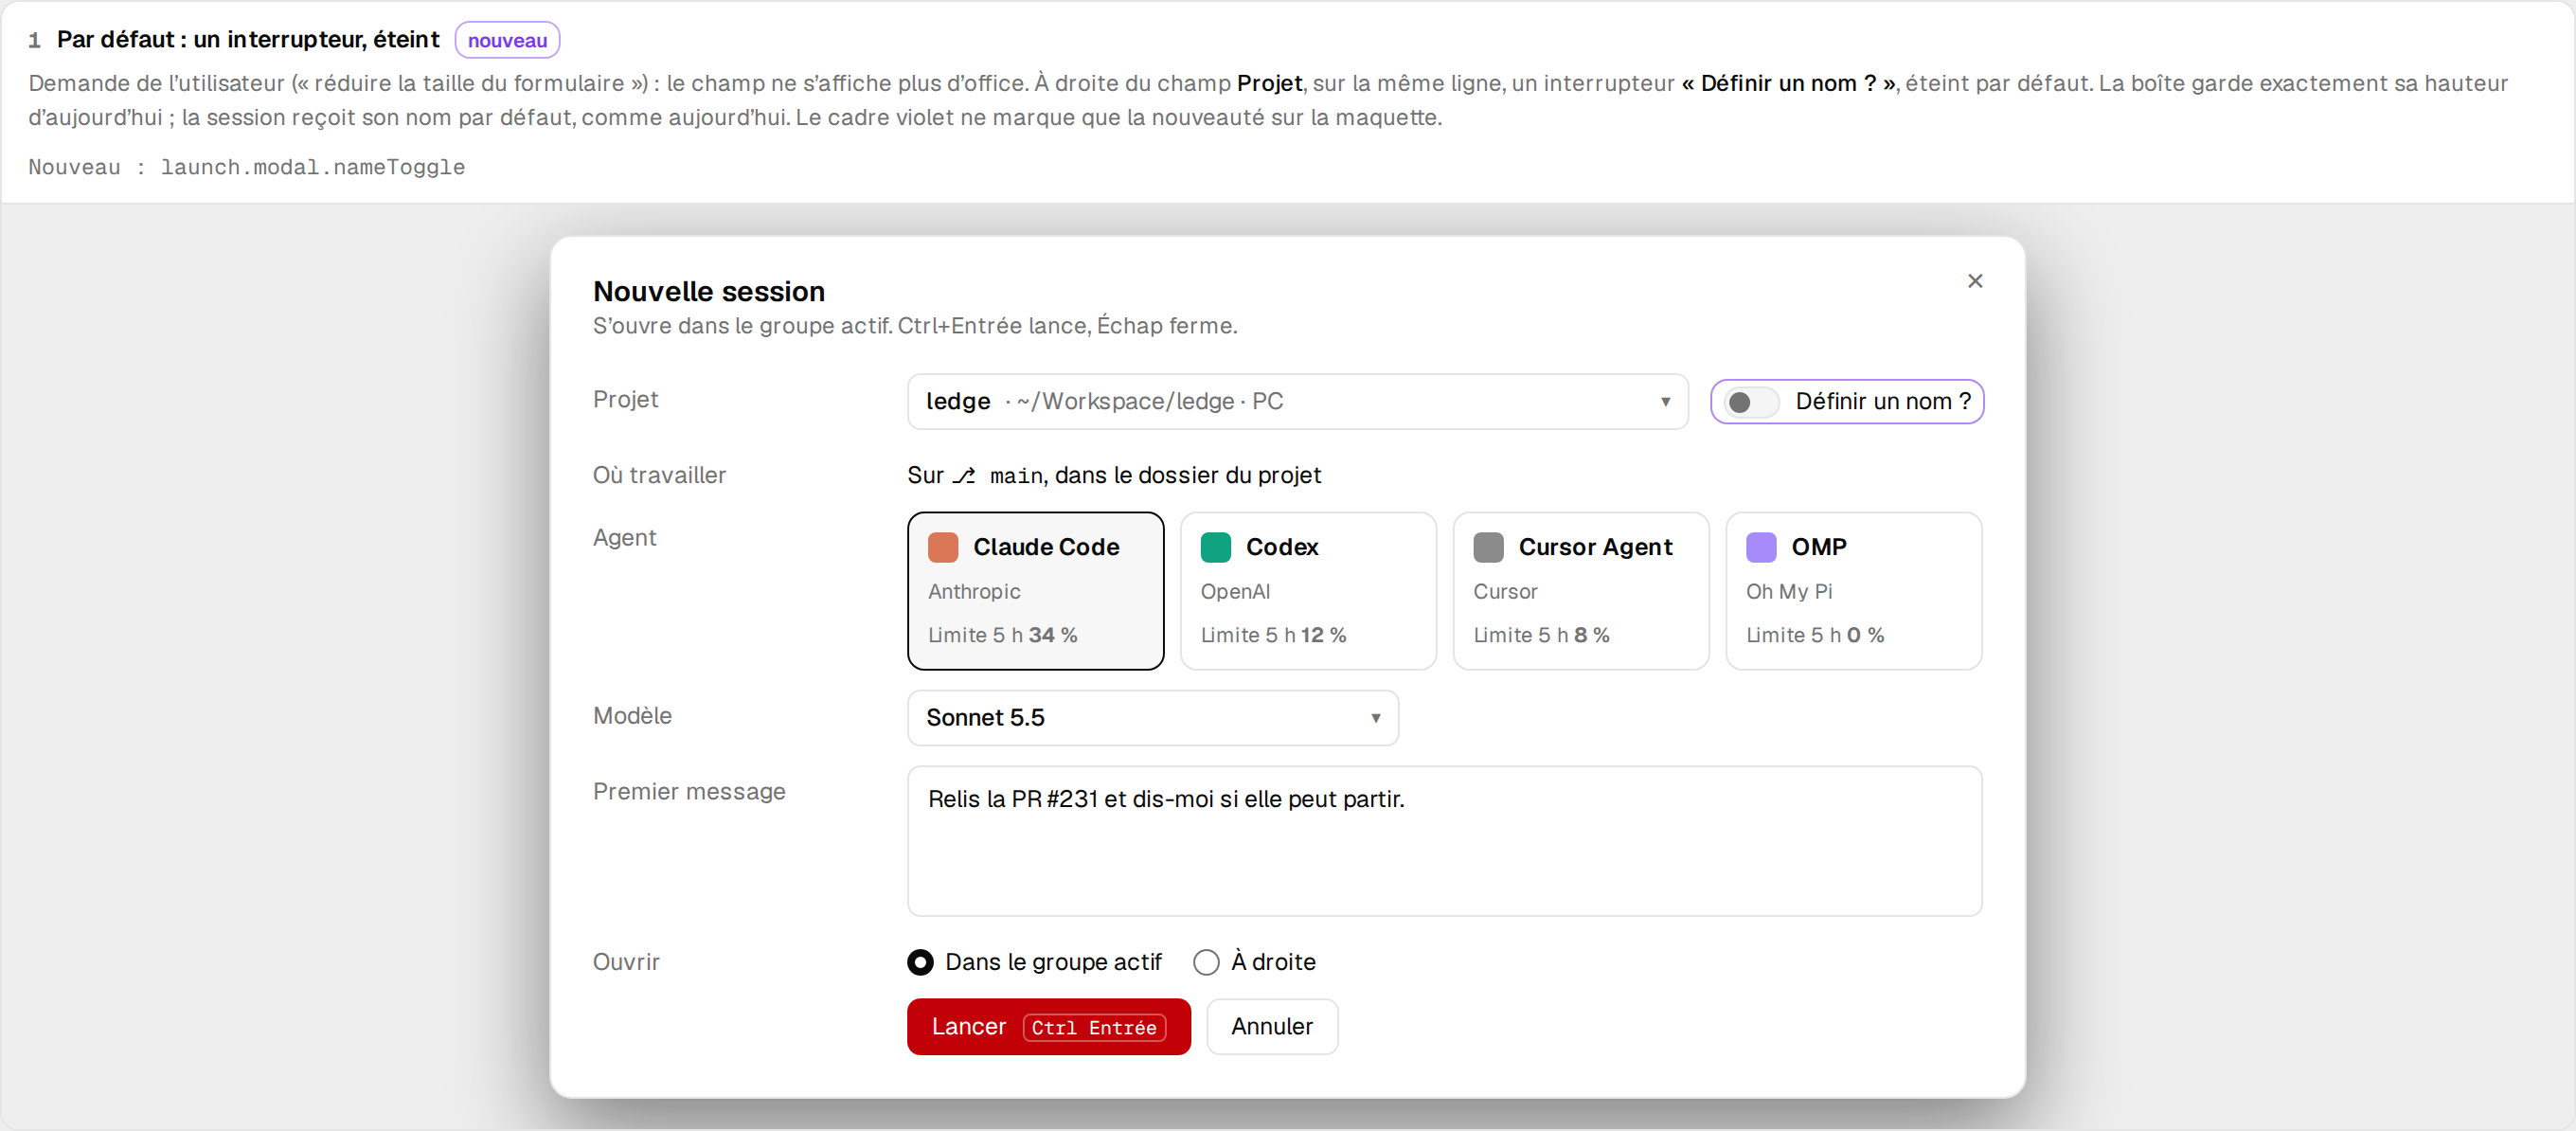 1 Par défaut : un interrupteur, éteint nouveau
Demande de l’utilisateur (« réduire la taille du formulaire ») : le champ ne s’affiche plus d’office. À droite du champ Projet, sur la même ligne, un interrupteur « Définir un nom ? », éteint par défaut. La boîte garde exactement sa hauteur
d’aujourd’hui ; la session reçoit son nom par défaut, comme aujourd’hui. Le cadre violet ne marque que la nouveauté sur la maquette.
Nouveau : launch.modal.nameToggle
Nouvelle session ×
S’ouvre dans le groupe actif. Ctrl+Entrée lance, Échap ferme.
Projet ledge · ~/Workspace/ledge · PC ▾ Définir un nom ?
Où travailler Sur ⎇ main, dans le dossier du projet
Agent Claude Code Codex Cursor Agent OMP
Anthropic OpenAI Cursor Oh My Pi
Limite 5 h 34 % Limite 5 h 12 % Limite 5 h 8 % Limite 5 h 0 %
Modèle Sonnet 5.5 ▾
Premier message Relis la PR #231 et dis-moi si elle peut partir.
Ouvrir Dans le groupe actif À droite
Lancer Ctrl Entrée Annuler